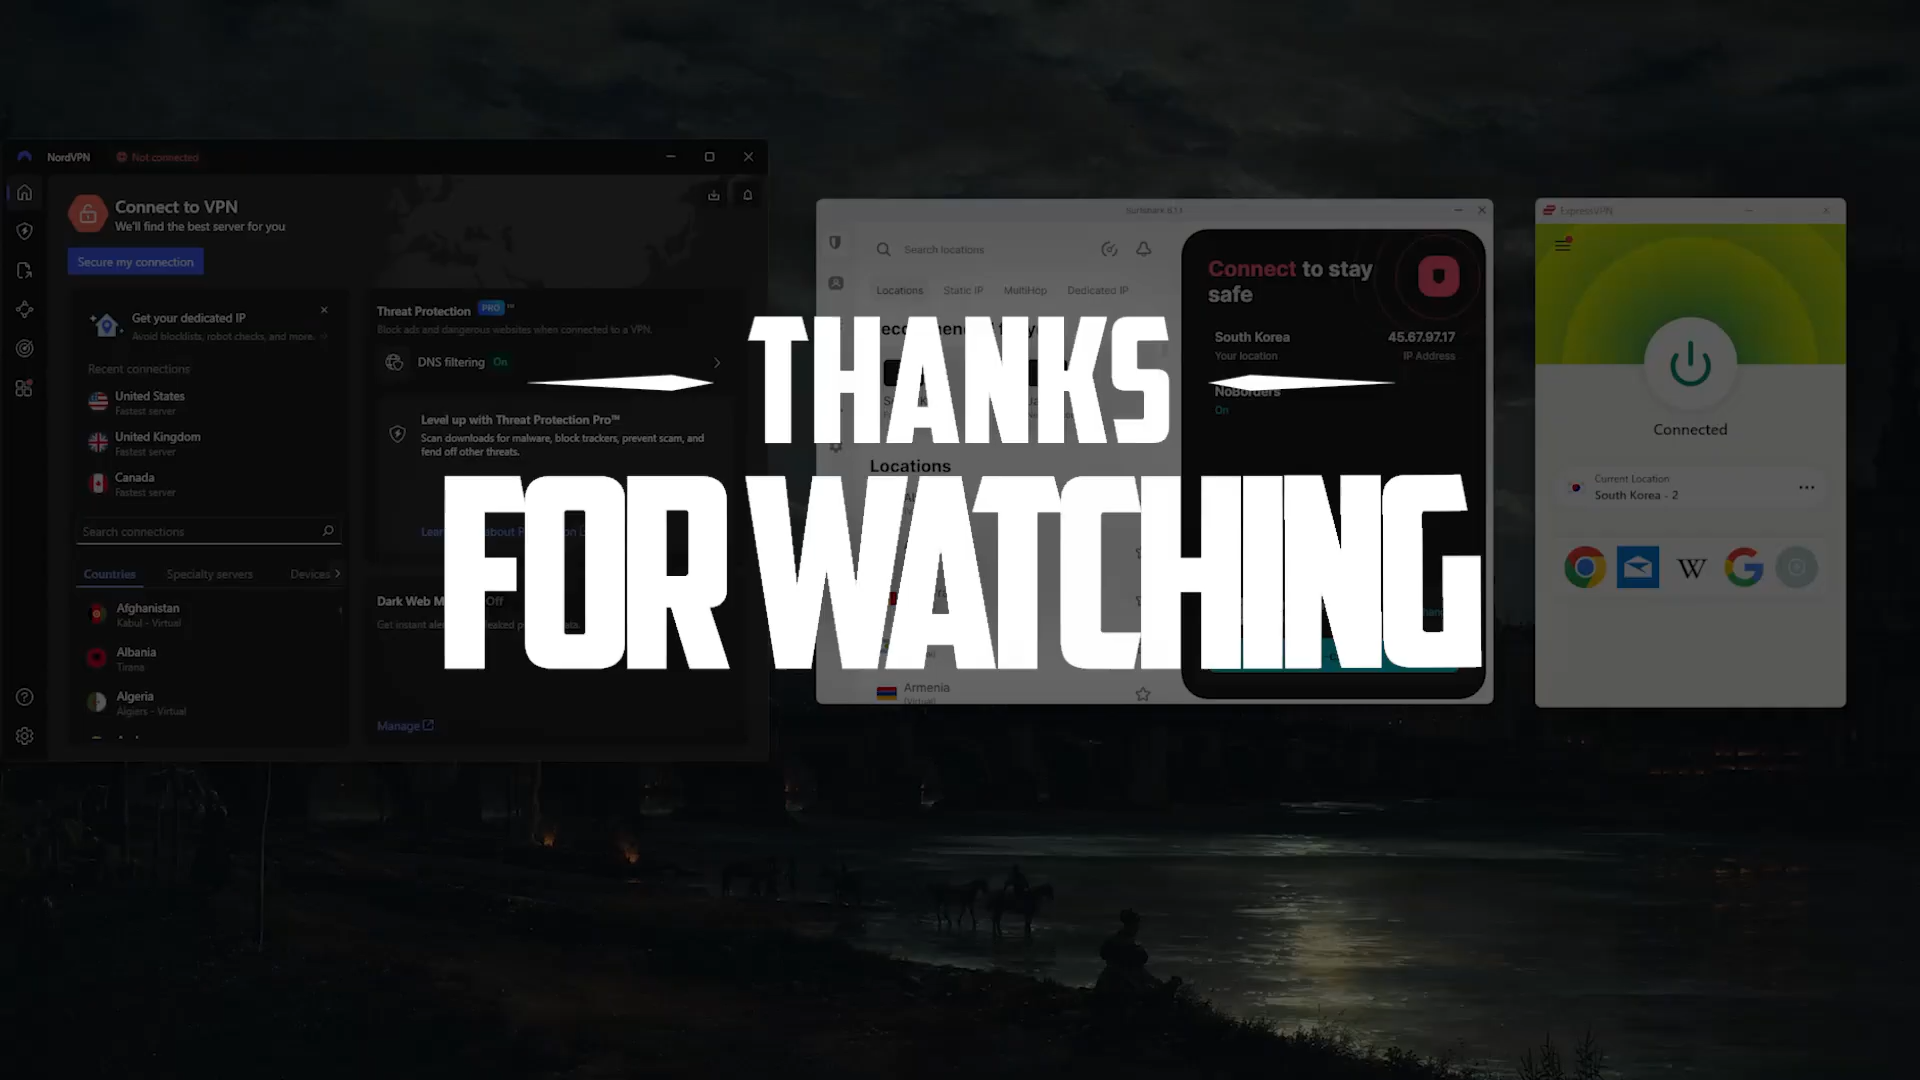 NordVPN Not connected
Connect to VPN
We'll find the best server for you
Secure my connection
Get your dedicated IP
Avoid blocklists, robot checks, and more.
Recent connections
United States
Fastest server
United Kingdom
Fastest server
Canada
Fastest server
Search connections
Countries Specialty servers Devices
Afghanistan
Kabul - Virtual
Albania
Tirana
Algeria
Algiers - Virtual
Threat Protection PRO ™
Block ads and dangerous websites when connected to a VPN.
DNS filtering On
Level up with Threat Protection Pro™
Scan downloads for malware, block trackers, prevent scam, and
fend off other threats.
Dark Web Off
Manage
Search locations
Locations Static IP MultiHop Dedicated IP
Locations
Armenia
(Virtual)
Connect to stay
safe
South Korea 45.67.97.17
Your location IP Address
NoBorders
On
THANKS
FOR WATCHING
ExpressVPN
Connected
Current Location
South Korea - 2
W